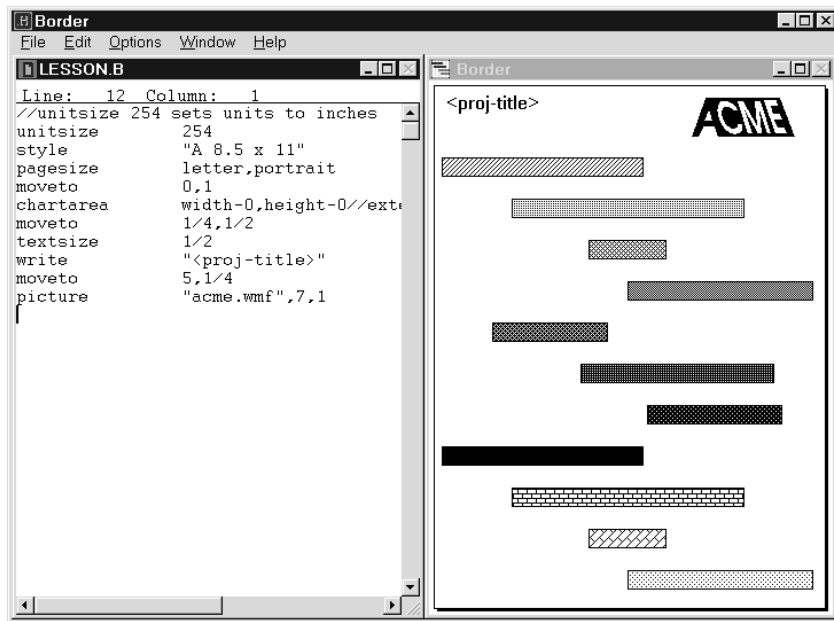 Border
File Edit Options Window Help
LESSON.B
Line: 12 Column: 1
//unitsize 254 sets units to inches
unitsize 254
style "A 8.5 x 11"
pagesize letter,portrait
moveto 0,1
chartarea width-0,height-0//exte
moveto 1/4,1/2
textsize 1/2
write "<proj-title>"
moveto 5,1/4
picture "acme.wmf",7,1
Border
<proj-title>
ACME